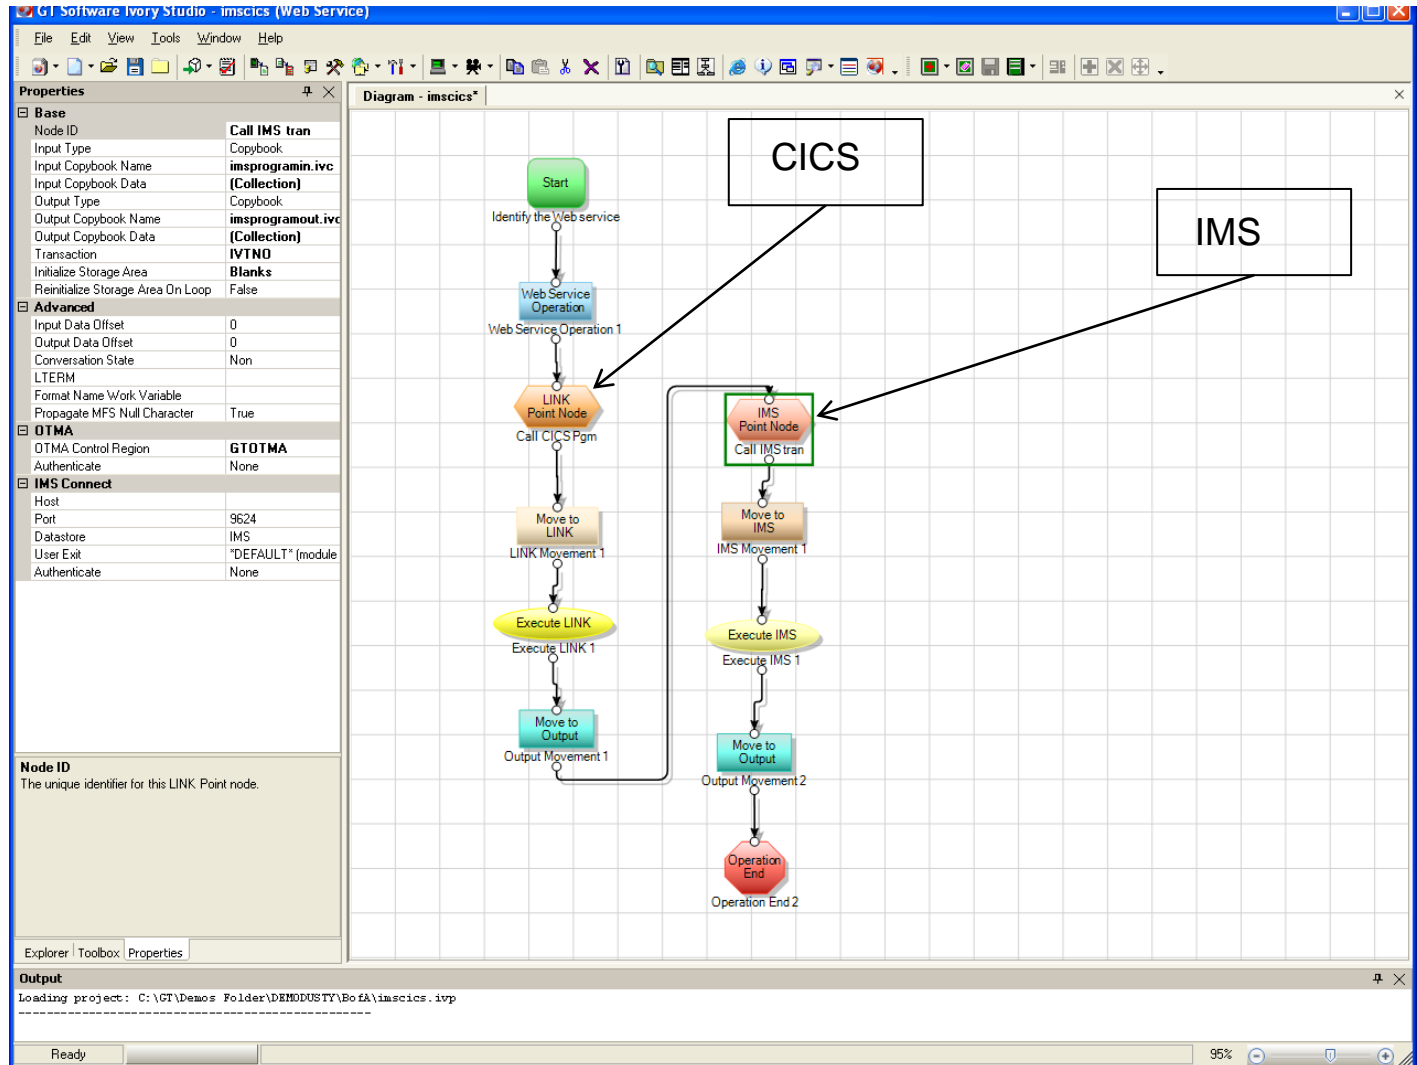 GT Software Ivory Studio - imscics (Web Service)
File Edit View Tools Window Help
Properties
Base
Node ID Call IMS tran
Input Type Copybook
Input Copybook Name imsprogramin.ivc
Input Copybook Data (Collection)
Output Type Copybook
Output Copybook Name imsprogramout.ivc
Output Copybook Data (Collection)
Transaction IVTNO
Initialize Storage Area Blanks
Reinitialize Storage Area On Loop False
Advanced
Input Data Offset 0
Output Data Offset 0
Conversation State Non
LTERM
Format Name Work Variable
Propagate MFS Null Character True
OTMA
OTMA Control Region GTOTMA
Authenticate None
IMS Connect
Host
Port 9624
Datastore IMS
User Exit *DEFAULT* (module
Authenticate None
Node ID
The unique identifier for this LINK Point node.
Explorer Toolbox Properties
Diagram - imscics*
CICS
IMS
Start
Identify the Web service
Web Service
Operation
Web Service Operation 1
LINK
Point Node
Call CICS Pgm
Move to
LINK
LINK Movement 1
Execute LINK
Execute LINK 1
Move to
Output
Output Movement 1
IMS
Point Node
Call IMS tran
Move to
IMS
IMS Movement 1
Execute IMS
Execute IMS 1
Move to
Output
Output Movement 2
Operation
End
Operation End 2
Output
Loading project: C:\GT\Demos Folder\DEMODUSTY\BofA\imscics.ivp
--------------------------------------------------
Ready
95%